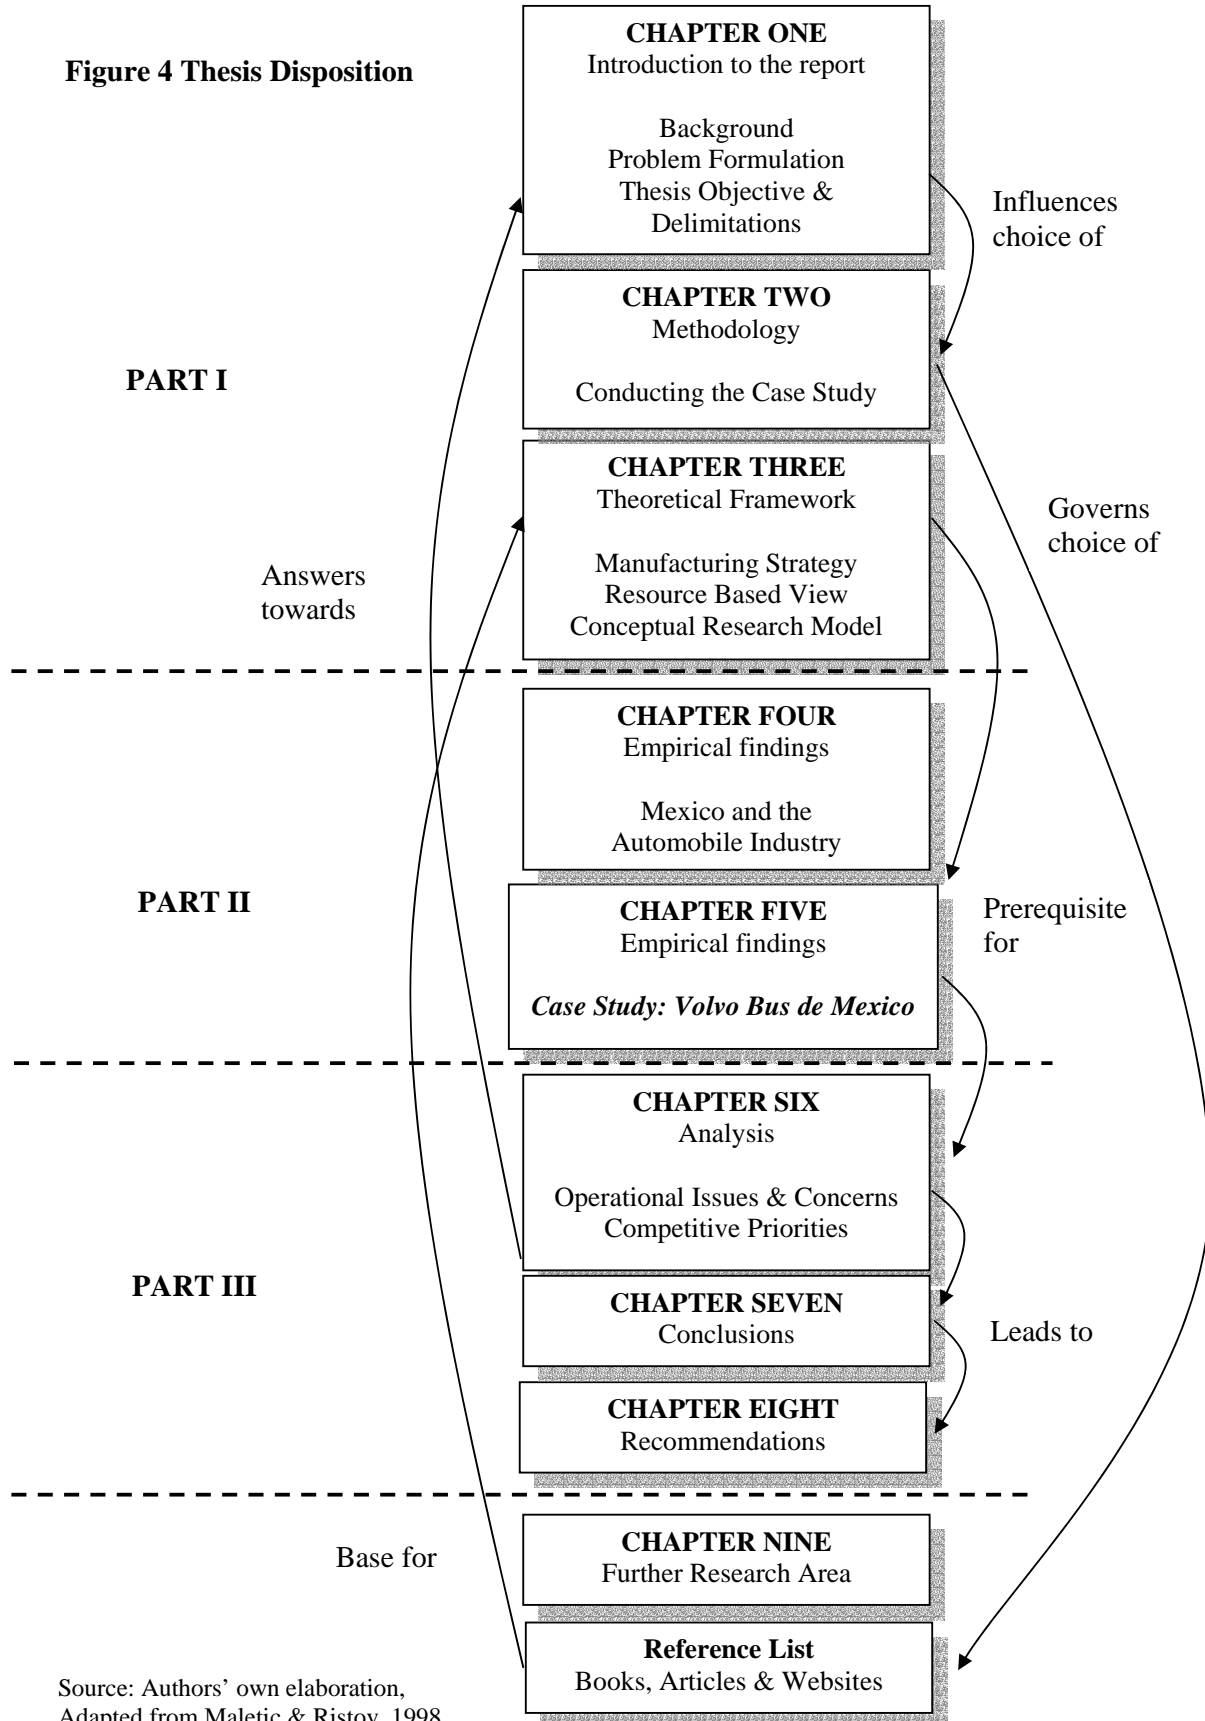 Figure 4 Thesis Disposition
CHAPTER ONE
Introduction to the report
Background
Problem Formulation
Thesis Objective &
Delimitations
Influences
choice of
CHAPTER TWO
Methodology
Conducting the Case Study
PART I
CHAPTER THREE
Theoretical Framework
Manufacturing Strategy
Resource Based View
Conceptual Research Model
Governs
choice of
Answers
towards
CHAPTER FOUR
Empirical findings
Mexico and the
Automobile Industry
PART II
CHAPTER FIVE
Empirical findings
Case Study: Volvo Bus de Mexico
Prerequisite
for
CHAPTER SIX
Analysis
Operational Issues & Concerns
Competitive Priorities
PART III
CHAPTER SEVEN
Conclusions
Leads to
CHAPTER EIGHT
Recommendations
Base for
CHAPTER NINE
Further Research Area
Reference List
Books, Articles & Websites
Source: Authors' own elaboration,
Adapted from Maletic & Ristov, 1998